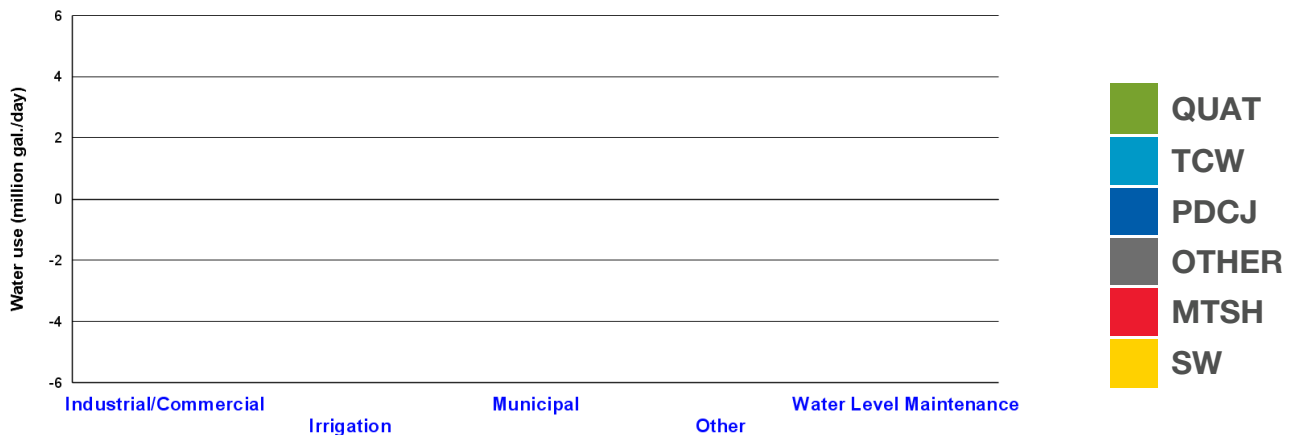 Water use (million gal./day)
6
4
2
0
-2
-4
-6
Industrial/Commercial
Irrigation
Municipal
Other
Water Level Maintenance
QUAT
TCW
PDCJ
OTHER
MTSH
SW